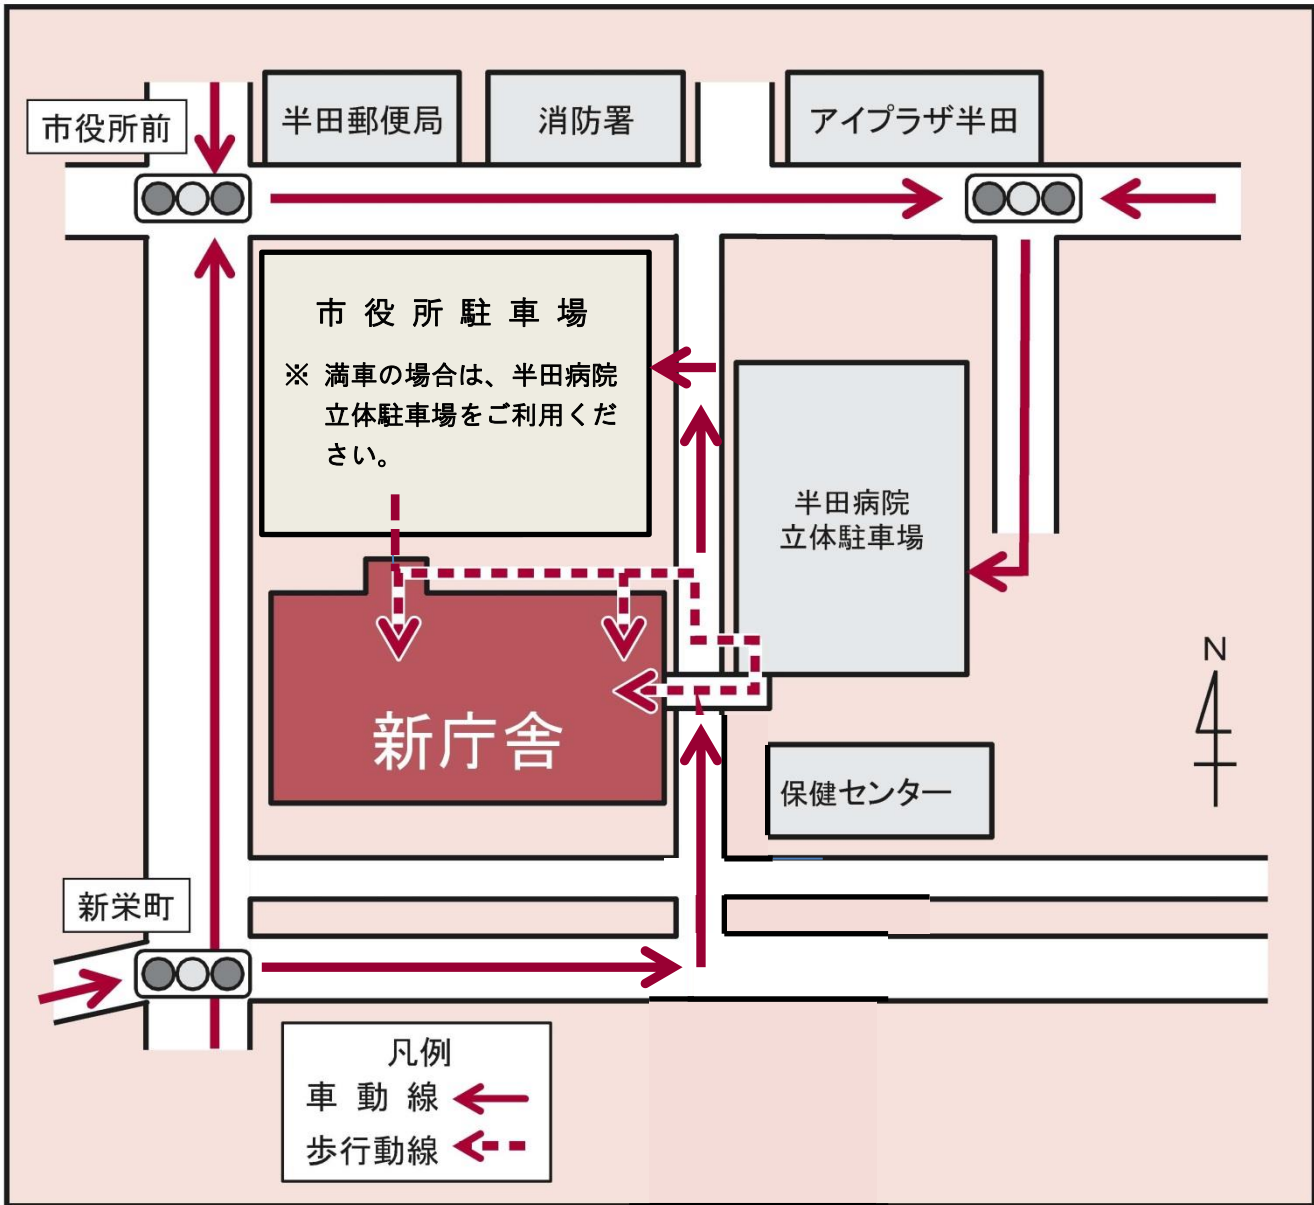 市役所前
半田郵便局
消防署
アイプラザ半田
市役所駐車場
※ 満車の場合は、半田病院
立体駐車場をご利用くだ
さい。
半田病院
立体駐車場
N
新庁舎
保健センター
新栄町
凡例
車動線
歩行動線